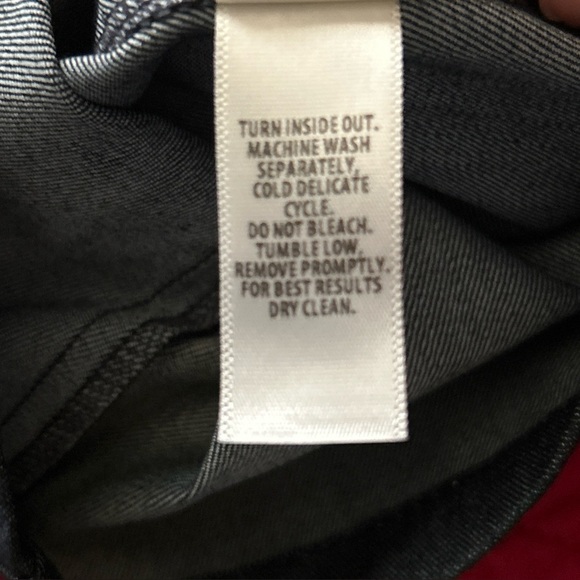 TURN INSIDE OUT.
MACHINE WASH
SEPARATELY,
COLD DELICATE
CYCLE.
DO NOT BLEACH.
TUMBLE LOW.
REMOVE PROMPTLY.
FOR BEST RESULTS
DRY CLEAN.